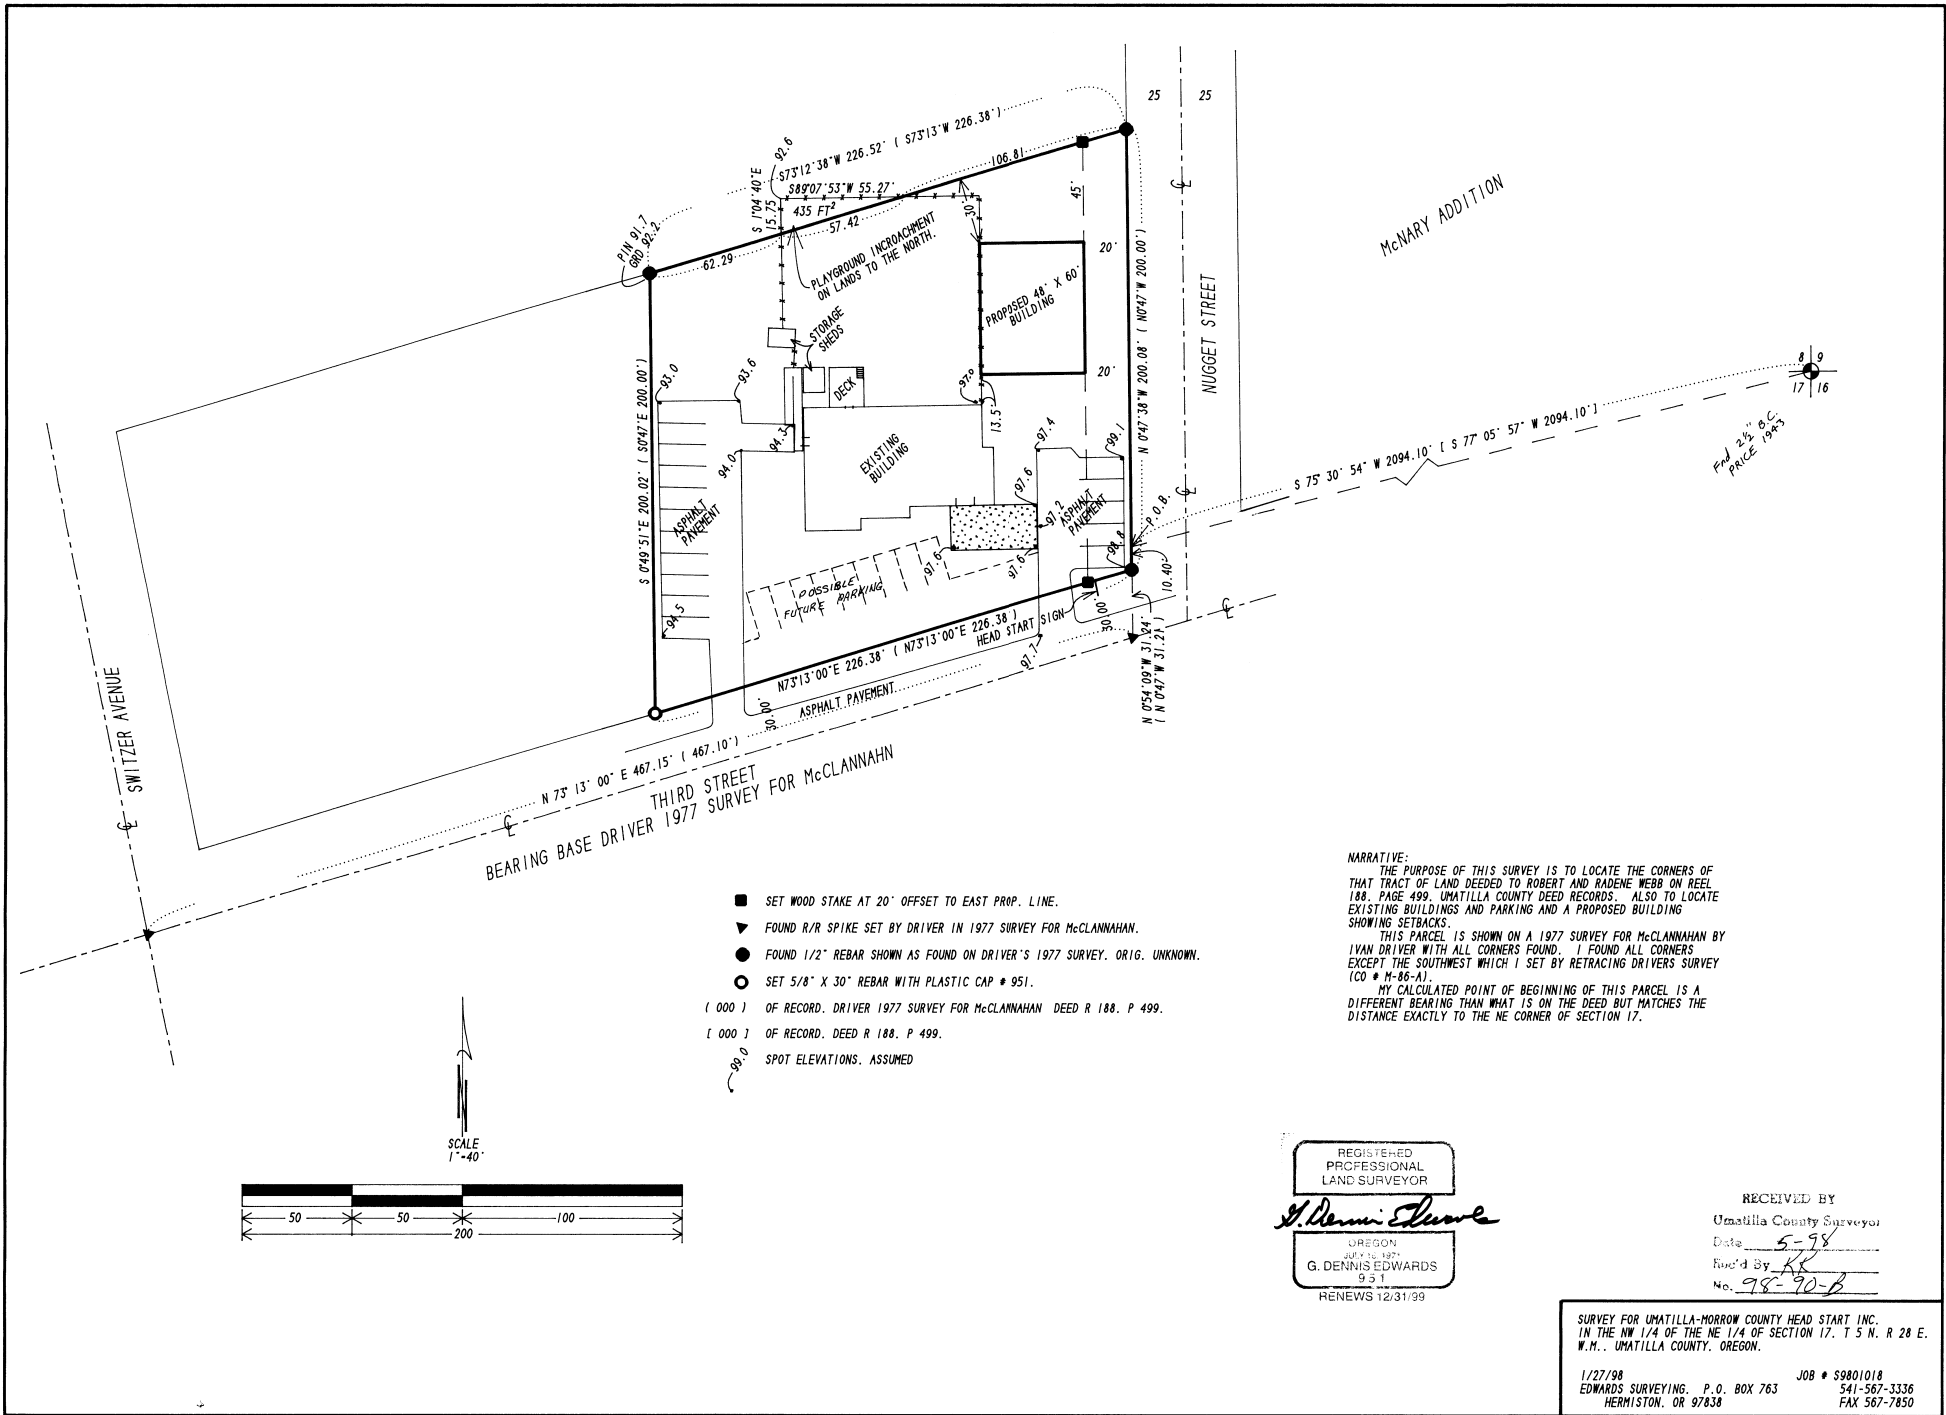 25
25
S73°12'38"W 226.52' ( S73°13'W 226.38')
92.6
106.81
S 1°04'40"E
15.75
S89°07'53"W 55.27'
435 FT²
57.42
30'
45'
PIN 91.7
GRD 92.2
62.29
PLAYGROUND INCROACHMENT
ON LANDS TO THE NORTH.
20'
PROPOSED 48' X 60'
BUILDING
20'
N 0°47'38"W 200.08' ( N0°47'W 200.00')
NUGGET STREET
McNARY ADDITION
STORAGE
SHEDS
DECK
97.0
13.5'
93.0
93.6
94.3
94.0
EXISTING
BUILDING
97.4
99.1
97.6
97.2
ASPHALT
PAVEMENT
98.8
P.O.B.
S 0°49'51"E 200.02' ( S0°47'E 200.00')
ASPHALT
PAVEMENT
94.5
POSSIBLE
FUTURE PARKING
97.6
97.6
8 9
17 16
Fnd 2½" B.C.
PRICE 1943
S 75° 30' 54" W 2094.10' [ S 77° 05' 57" W 2094.10']
10.40'
30.00'
HEAD START SIGN
97.7
N 0°54'09"W 31.24'
( N 0°47'W 31.21')
N73°13'00"E 226.38' ( N73°13'00"E 226.38')
ASPHALT PAVEMENT
30.00'
N 73° 13' 00" E 467.15' ( 467.10')
THIRD STREET
BEARING BASE DRIVER 1977 SURVEY FOR McCLANNAHN
SWITZER AVENUE
SET WOOD STAKE AT 20' OFFSET TO EAST PROP. LINE.
FOUND R/R SPIKE SET BY DRIVER IN 1977 SURVEY FOR McCLANNAHAN.
FOUND 1/2" REBAR SHOWN AS FOUND ON DRIVER'S 1977 SURVEY. ORIG. UNKNOWN.
SET 5/8" X 30" REBAR WITH PLASTIC CAP # 951.
( 000 ) OF RECORD. DRIVER 1977 SURVEY FOR McCLANNAHAN DEED R 188. P 499.
[ 000 ] OF RECORD. DEED R 188. P 499.
99.0 SPOT ELEVATIONS. ASSUMED
NARRATIVE:
THE PURPOSE OF THIS SURVEY IS TO LOCATE THE CORNERS OF
THAT TRACT OF LAND DEEDED TO ROBERT AND RADENE WEBB ON REEL
188. PAGE 499. UMATILLA COUNTY DEED RECORDS. ALSO TO LOCATE
EXISTING BUILDINGS AND PARKING AND A PROPOSED BUILDING
SHOWING SETBACKS.
THIS PARCEL IS SHOWN ON A 1977 SURVEY FOR McCLANNAHAN BY
IVAN DRIVER WITH ALL CORNERS FOUND. I FOUND ALL CORNERS
EXCEPT THE SOUTHWEST WHICH I SET BY RETRACING DRIVERS SURVEY
(CO # M-86-A).
MY CALCULATED POINT OF BEGINNING OF THIS PARCEL IS A
DIFFERENT BEARING THAN WHAT IS ON THE DEED BUT MATCHES THE
DISTANCE EXACTLY TO THE NE CORNER OF SECTION 17.
N
SCALE
1"-40'
50
50
100
200
REGISTERED
PROFESSIONAL
LAND SURVEYOR
G. Dennis Edwards
OREGON
JULY 16, 1971
G. DENNIS EDWARDS
951
RENEWS 12/31/99
RECEIVED BY
Umatilla County Surveyor
Date 5-98
Rec'd By KK
No. 98-90-B
SURVEY FOR UMATILLA-MORROW COUNTY HEAD START INC.
IN THE NW 1/4 OF THE NE 1/4 OF SECTION 17. T 5 N. R 28 E.
W.M.. UMATILLA COUNTY. OREGON.
1/27/98 JOB # S9801018
EDWARDS SURVEYING. P.O. BOX 763 541-567-3336
HERMISTON. OR 97838 FAX 567-7850